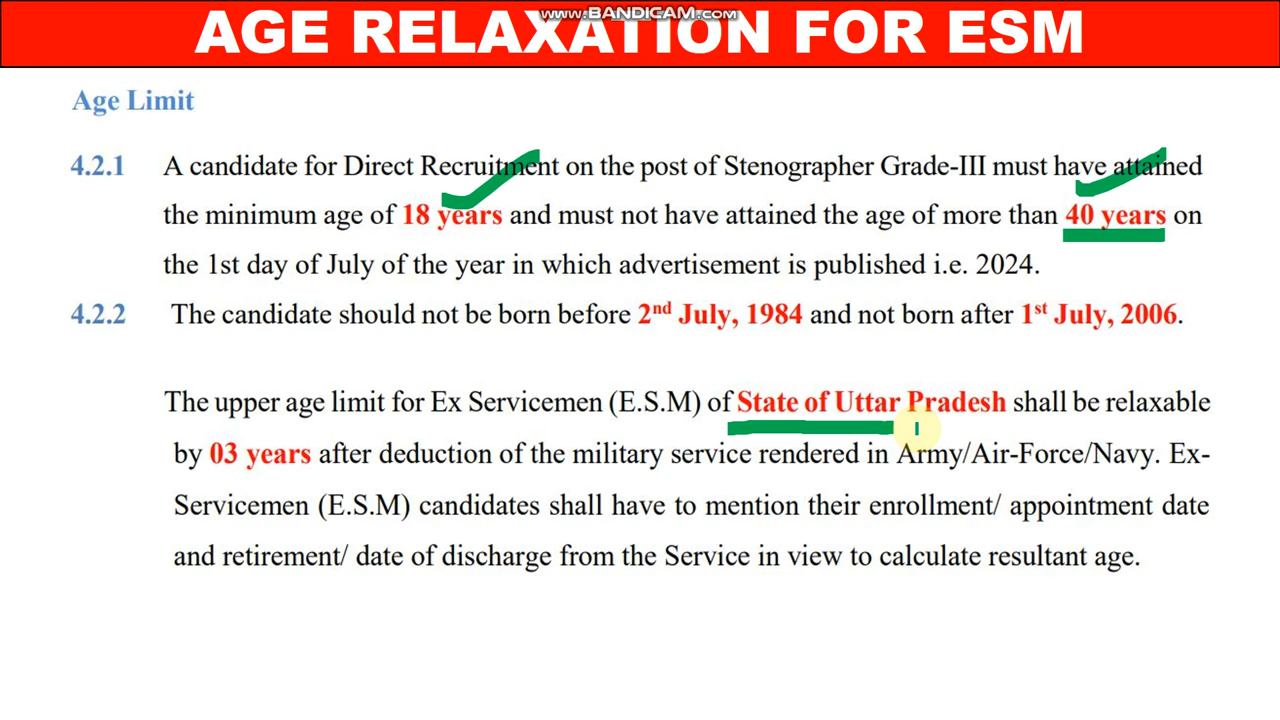 www.BANDICAM.com
AGE RELAXATION FOR ESM
Age Limit
4.2.1 A candidate for Direct Recruitment on the post of Stenographer Grade-III must have attained
the minimum age of 18 years and must not have attained the age of more than 40 years on
the 1st day of July of the year in which advertisement is published i.e. 2024.
4.2.2 The candidate should not be born before 2nd July, 1984 and not born after 1st July, 2006.
The upper age limit for Ex Servicemen (E.S.M) of State of Uttar Pradesh shall be relaxable
by 03 years after deduction of the military service rendered in Army/Air-Force/Navy. Ex-
Servicemen (E.S.M) candidates shall have to mention their enrollment/ appointment date
and retirement/ date of discharge from the Service in view to calculate resultant age.